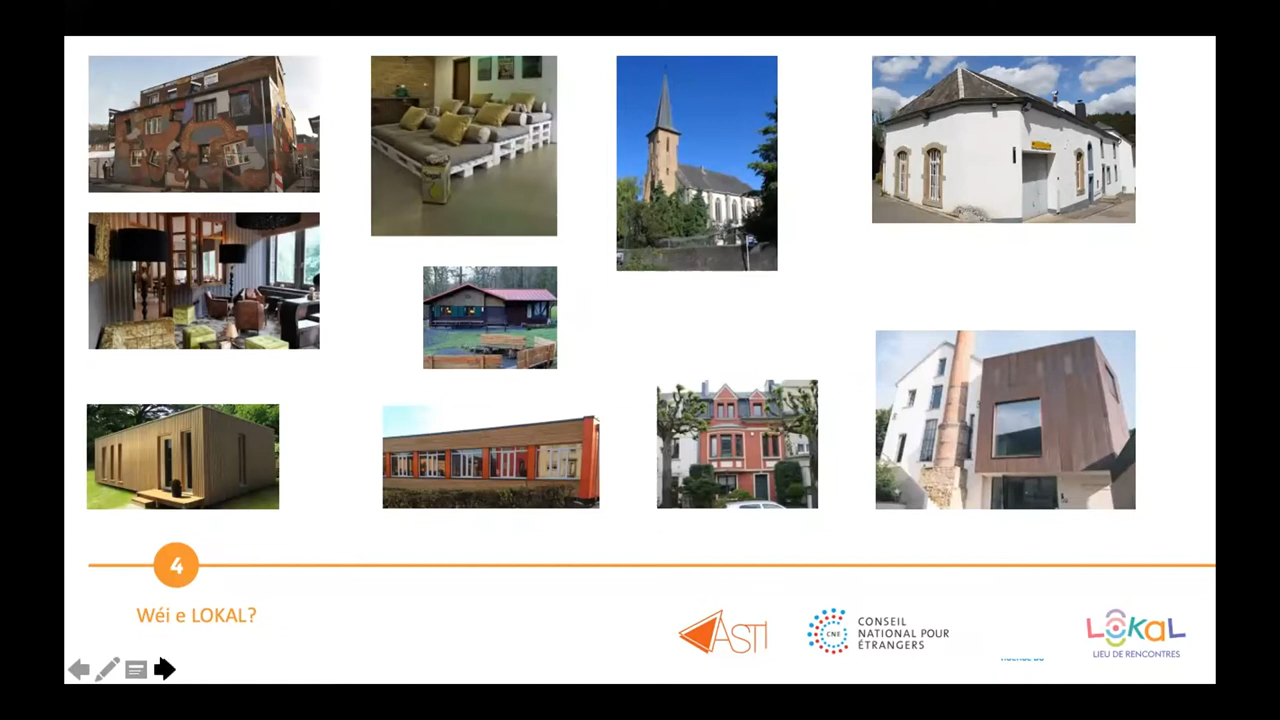 4
Wéi e LOKAL?
ASTI
CNE
CONSEIL
NATIONAL POUR
ÉTRANGERS
LOKAL
LIEU DE RENCONTRES